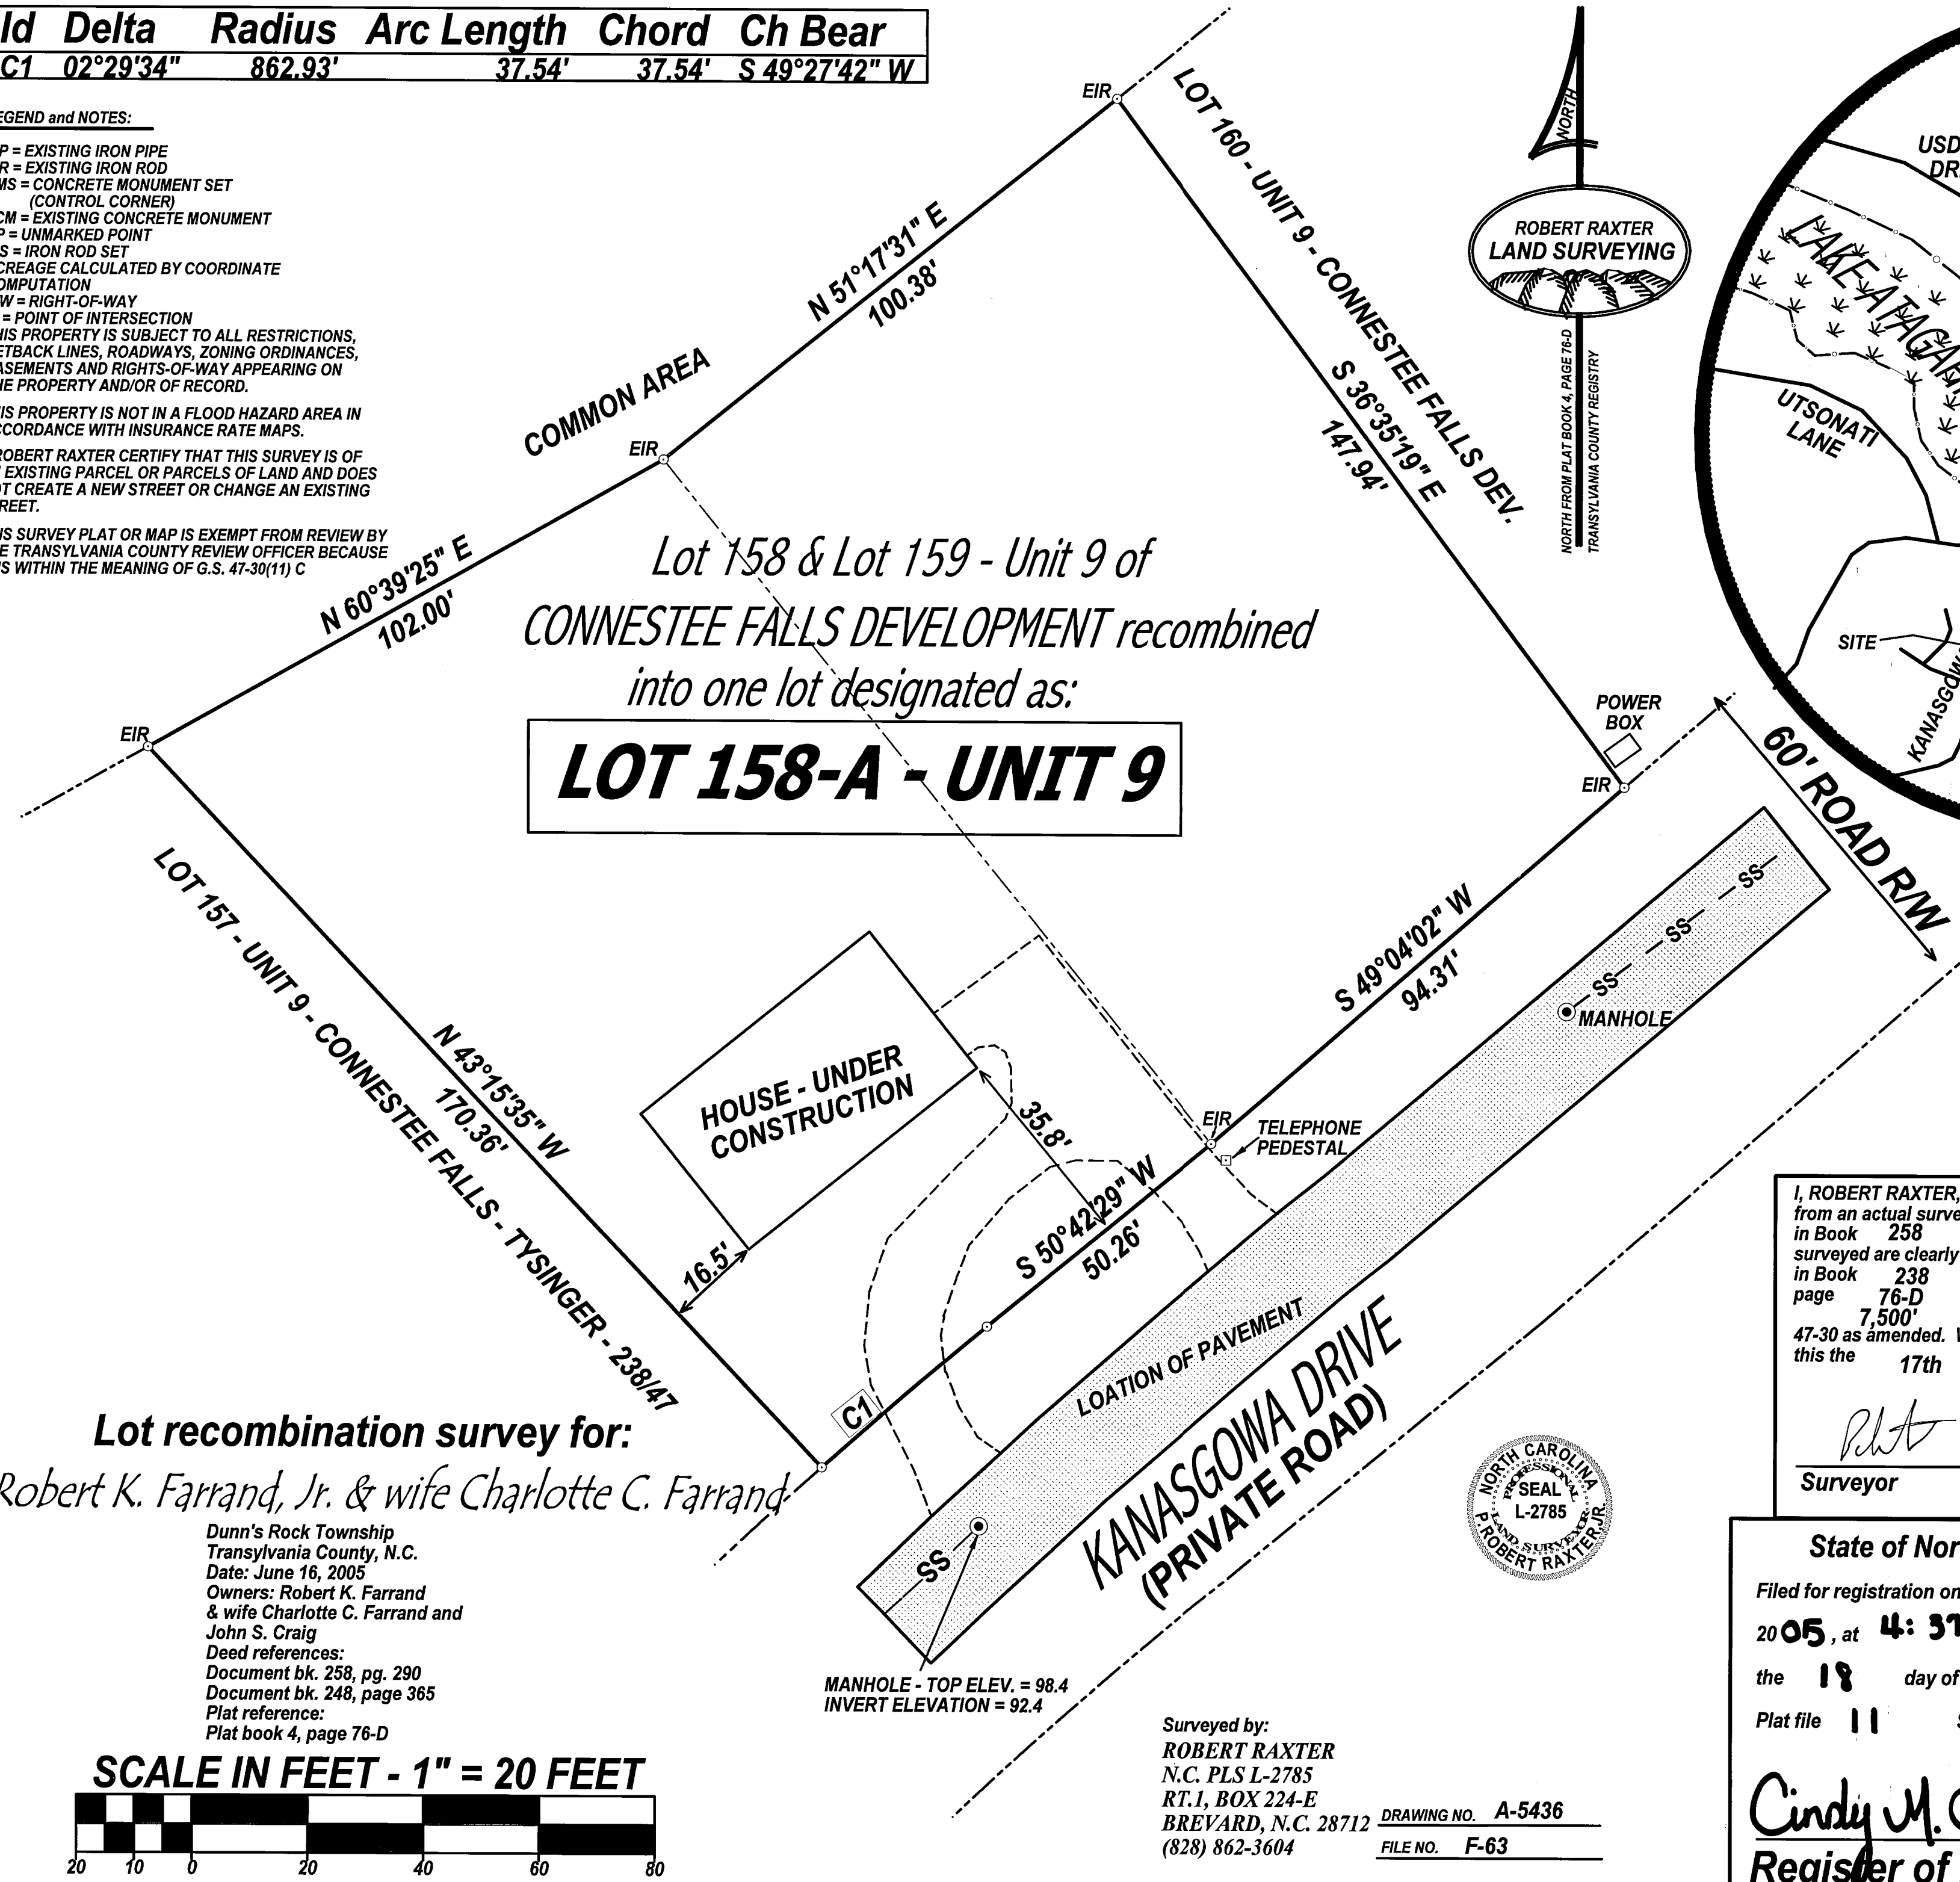 Id Delta Radius Arc Length Chord Ch Bear
C1 02°29'34" 862.93' 37.54' 37.54' S 49°27'42" W
EGEND and NOTES:
P = EXISTING IRON PIPE
R = EXISTING IRON ROD
MS = CONCRETE MONUMENT SET
(CONTROL CORNER)
CM = EXISTING CONCRETE MONUMENT
P = UNMARKED POINT
S = IRON ROD SET
CREAGE CALCULATED BY COORDINATE
OMPUTATION
W = RIGHT-OF-WAY
= POINT OF INTERSECTION
HIS PROPERTY IS SUBJECT TO ALL RESTRICTIONS,
ETBACK LINES, ROADWAYS, ZONING ORDINANCES,
ASEMENTS AND RIGHTS-OF-WAY APPEARING ON
HE PROPERTY AND/OR OF RECORD.
IS PROPERTY IS NOT IN A FLOOD HAZARD AREA IN
CCORDANCE WITH INSURANCE RATE MAPS.
ROBERT RAXTER CERTIFY THAT THIS SURVEY IS OF
EXISTING PARCEL OR PARCELS OF LAND AND DOES
OT CREATE A NEW STREET OR CHANGE AN EXISTING
REET.
IS SURVEY PLAT OR MAP IS EXEMPT FROM REVIEW BY
E TRANSYLVANIA COUNTY REVIEW OFFICER BECAUSE
IS WITHIN THE MEANING OF G.S. 47-30(11) C
EIR
LOT 160 - UNIT 9 - CONNESTEE FALLS DEV.
N 51°17'31" E
100.38'
COMMON AREA
EIR
S 36°35'19" E
147.94'
N 60°39'25" E
102.00'
EIR
NORTH
ROBERT RAXTER
LAND SURVEYING
NORTH FROM PLAT BOOK 4, PAGE 76-D
TRANSYLVANIA COUNTY REGISTRY
USD
DR
LAKE ATAGAH
UTSONATI
LANE
SITE
KANASGOW
Lot 158 & Lot 159 - Unit 9 of
CONNESTEE FALLS DEVELOPMENT recombined
into one lot designated as:
LOT 158-A - UNIT 9
POWER
BOX
EIR
60' ROAD R/W
LOT 157 - UNIT 9 - CONNESTEE FALLS - TYSINGER - 238/47
N 43°15'35" W
170.36'
HOUSE - UNDER
CONSTRUCTION
35.8'
16.5'
S 49°04'02" W
94.31'
SS
SS
SS
MANHOLE
EIR
TELEPHONE
PEDESTAL
S 50°42'29" W
50.26'
C1
LOATION OF PAVEMENT
KANASGOWA DRIVE
(PRIVATE ROAD)
SS
MANHOLE - TOP ELEV. = 98.4
INVERT ELEVATION = 92.4
Lot recombination survey for:
Robert K. Farrand, Jr. & wife Charlotte C. Farrand
Dunn's Rock Township
Transylvania County, N.C.
Date: June 16, 2005
Owners: Robert K. Farrand
& wife Charlotte C. Farrand and
John S. Craig
Deed references:
Document bk. 258, pg. 290
Document bk. 248, page 365
Plat reference:
Plat book 4, page 76-D
SCALE IN FEET - 1" = 20 FEET
20 10 0 20 40 60 80
Surveyed by:
ROBERT RAXTER
N.C. PLS L-2785
RT.1, BOX 224-E
BREVARD, N.C. 28712
(828) 862-3604
DRAWING NO. A-5436
FILE NO. F-63
NORTH CAROLINA
PROFESSIONAL
SEAL
L-2785
LAND SURVEYOR
P. ROBERT RAXTER, JR.
I, ROBERT RAXTER,
from an actual surve
in Book 258
surveyed are clearly
in Book 238
page 76-D
7,500'
47-30 as amended.
this the 17th
Surveyor
State of Nor
Filed for registration on
2005, at 4:37
the 18 day of
Plat file 11
Cindy M.
Register of